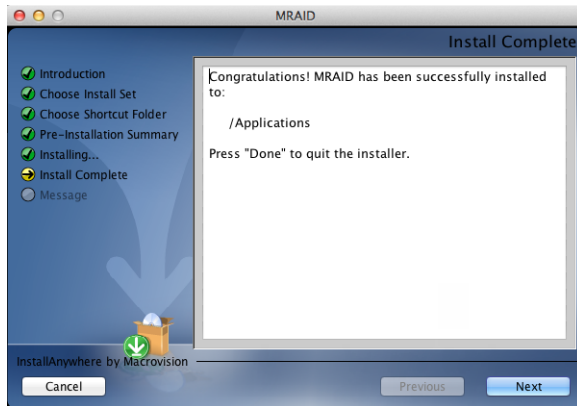 MRAID
Install Complete
Introduction
Choose Install Set
Choose Shortcut Folder
Pre-Installation Summary
Installing...
Install Complete
Message
Congratulations! MRAID has been successfully installed
to:
/Applications
Press "Done" to quit the installer.
InstallAnywhere by Macrovision
Cancel
Previous
Next